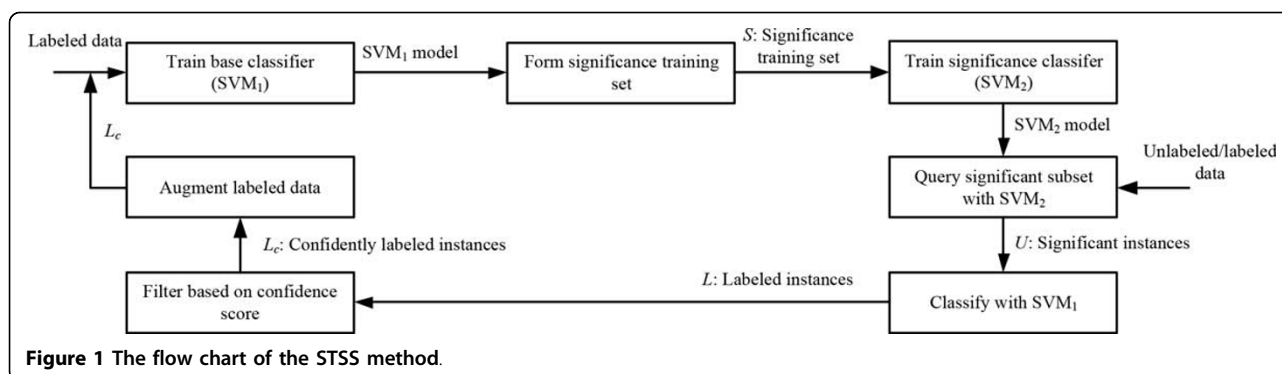 Labeled data
Train base classifier
(SVM₁)
SVM₁ model
Form significance training
set
S: Significance
training set
Train significance classifer
(SVM₂)
L꜀
SVM₂ model
Unlabeled/labeled
data
Augment labeled data
Query significant subset
with SVM₂
L꜀: Confidently labeled instances
U: Significant instances
Filter based on confidence
score
L: Labeled instances
Classify with SVM₁
Figure 1 The flow chart of the STSS method.